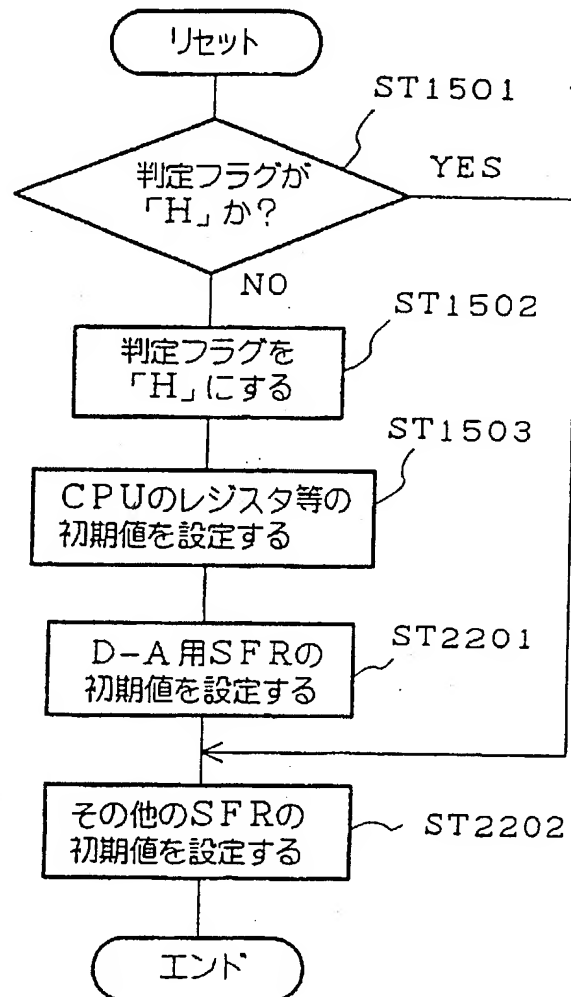 リセット
ST1501
判定フラグが
「H」か?
YES
NO
ST1502
判定フラグを
「H」にする
ST1503
CPUのレジスタ等の
初期値を設定する
ST2201
D-A用SFRの
初期値を設定する
その他のSFRの
初期値を設定する
ST2202
エンド